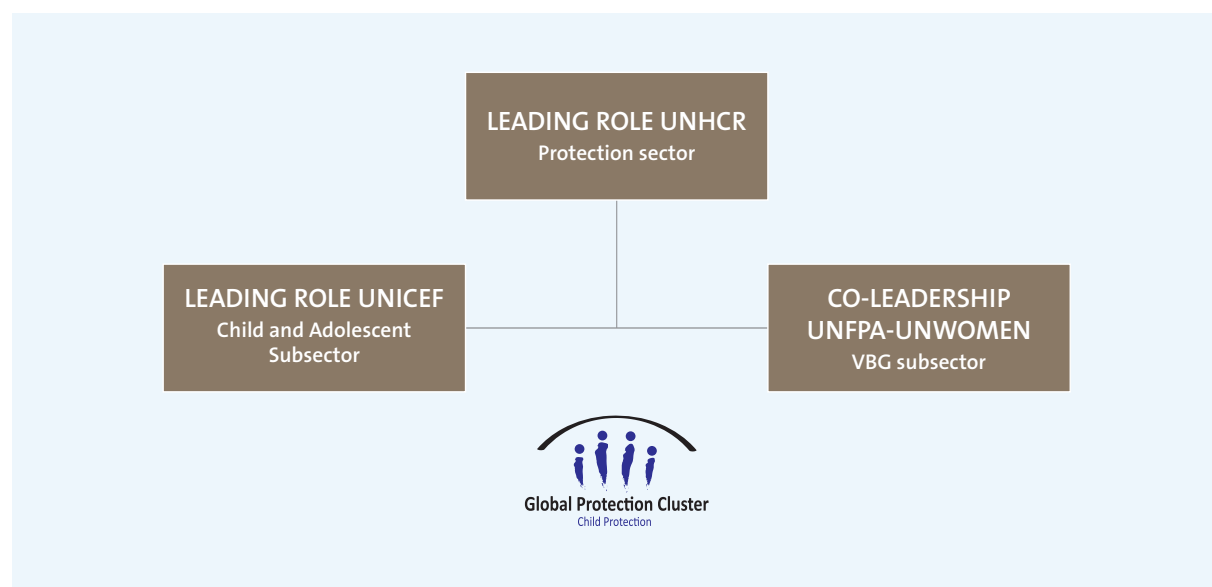 LEADING ROLE UNHCR
Protection sector
LEADING ROLE UNICEF
Child and Adolescent
Subsector
CO-LEADERSHIP
UNFPA-UNWOMEN
VBG subsector
Global Protection Cluster
Child Protection